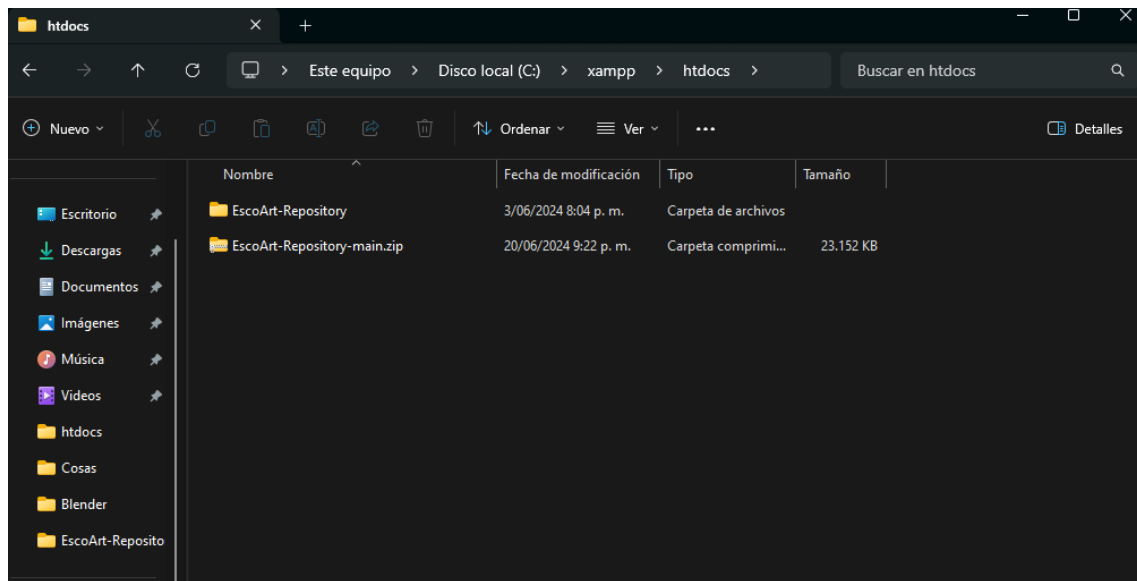 htdocs
Este equipo > Disco local (C:) > xampp > htdocs >
Buscar en htdocs
Nuevo
Ordenar
Ver
Detalles
Nombre Fecha de modificación Tipo Tamaño
EscoArt-Repository 3/06/2024 8:04 p. m. Carpeta de archivos
EscoArt-Repository-main.zip 20/06/2024 9:22 p. m. Carpeta comprimi... 23.152 KB
Escritorio
Descargas
Documentos
Imágenes
Música
Videos
htdocs
Cosas
Blender
EscoArt-Reposito